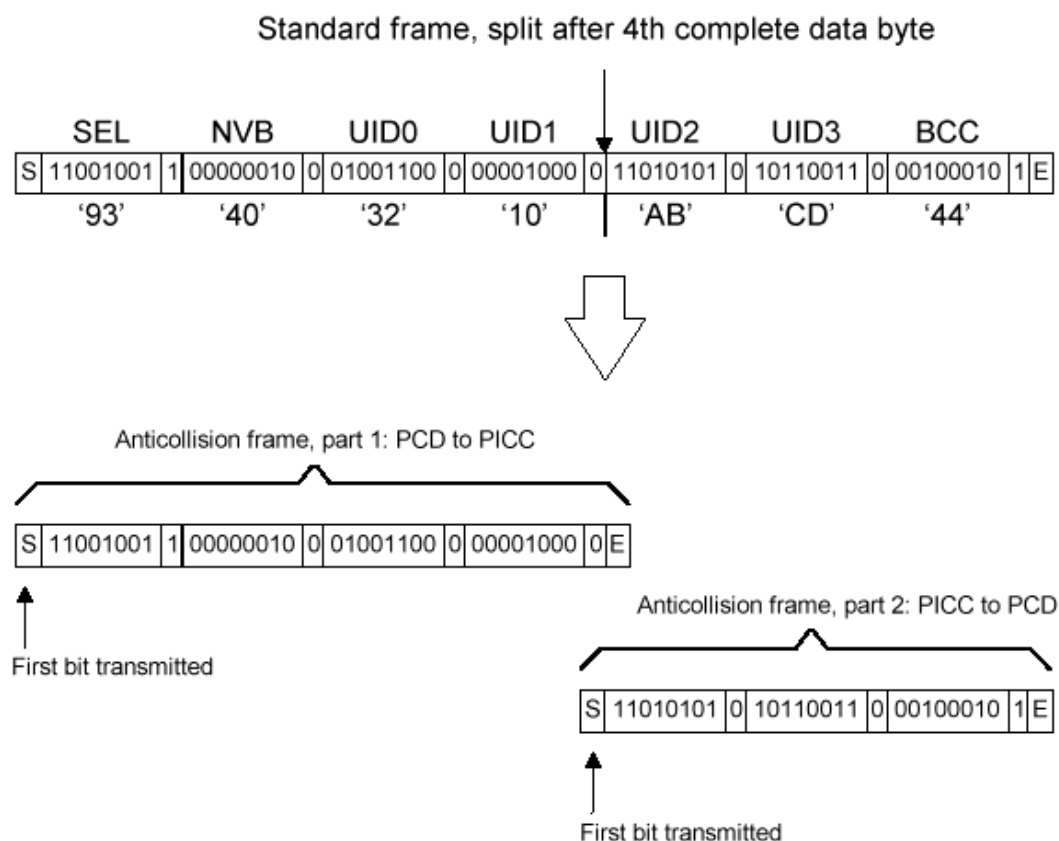 Standard frame, split after 4th complete data byte
SEL NVB UID0 UID1 UID2 UID3 BCC
S 11001001 1 00000010 0 01001100 0 00001000 0 11010101 0 10110011 0 00100010 1 E
‘93’ ‘40’ ‘32’ ‘10’ ‘AB’ ‘CD’ ‘44’
Anticollision frame, part 1: PCD to PICC
S 11001001 1 00000010 0 01001100 0 00001000 0 E
First bit transmitted
Anticollision frame, part 2: PICC to PCD
S 11010101 0 10110011 0 00100010 1 E
First bit transmitted